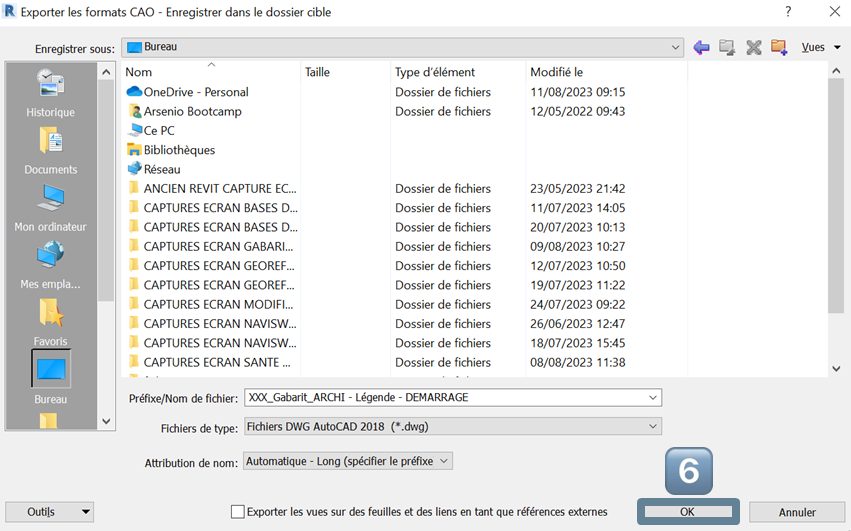 Exporter les formats CAO - Enregistrer dans le dossier cible
Enregistrer sous: Bureau Vues
Nom Taille Type d'élément Modifié le
OneDrive - Personal Dossier de fichiers 11/08/2023 09:15
Arsenio Bootcamp Dossier de fichiers 12/05/2022 09:43
Ce PC
Bibliothèques
Réseau
ANCIEN REVIT CAPTURE EC... Dossier de fichiers 23/05/2023 21:42
CAPTURES ECRAN BASES D... Dossier de fichiers 11/07/2023 14:05
CAPTURES ECRAN BASES D... Dossier de fichiers 20/07/2023 10:13
CAPTURES ECRAN GABARI... Dossier de fichiers 09/08/2023 10:27
CAPTURES ECRAN GEOREF... Dossier de fichiers 12/07/2023 10:50
CAPTURES ECRAN GEOREF... Dossier de fichiers 19/07/2023 11:22
CAPTURES ECRAN MODIFI... Dossier de fichiers 24/07/2023 09:22
CAPTURES ECRAN NAVISW... Dossier de fichiers 26/06/2023 12:47
CAPTURES ECRAN NAVISW... Dossier de fichiers 18/07/2023 15:45
CAPTURES ECRAN SANTE ... Dossier de fichiers 08/08/2023 11:38
Historique
Documents
Mon ordinateur
Mes empla...
Favoris
Bureau
Préfixe/Nom de fichier: XXX_Gabarit_ARCHI - Légende - DEMARRAGE
Fichiers de type: Fichiers DWG AutoCAD 2018 (*.dwg)
Attribution de nom: Automatique - Long (spécifier le préfixe
6
Outils
Exporter les vues sur des feuilles et des liens en tant que références externes
OK
Annuler